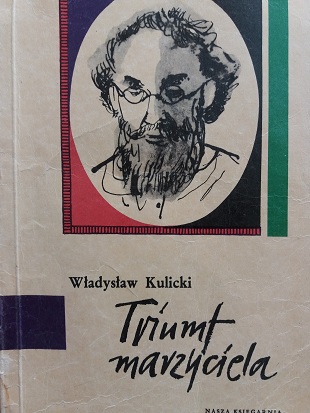 Władysław Kulicki
Triumf
marzyciela
NASZA KSIĘGARNIA